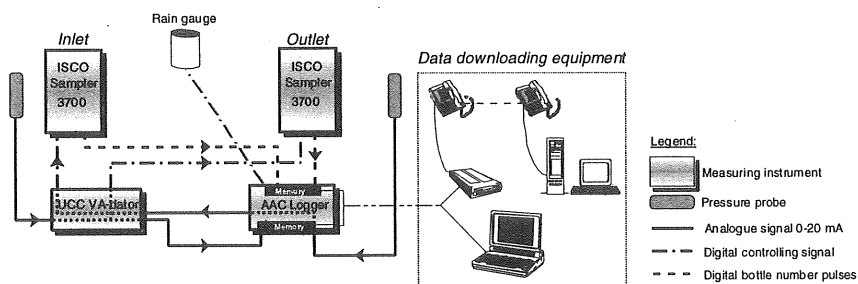 Rain gauge
Inlet
Outlet
ISCO
Sampler
3700
ISCO
Sampler
3700
Data downloading equipment
UCC VA-tiator
Memory
AAC Logger
Memory
Legend:
Measuring instrument
Pressure probe
Analogue signal 0-20 mA
Digital controlling signal
Digital bottle number pulses